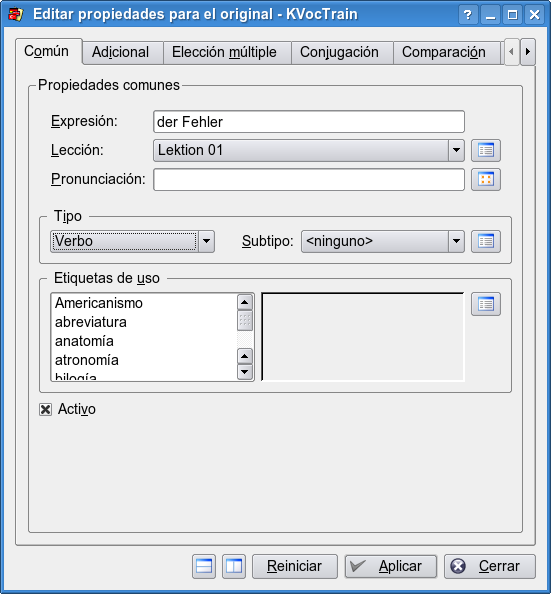 Editar propiedades para el original - KVocTrain
Común Adicional Elección múltiple Conjugación Comparación
Propiedades comunes
Expresión: der Fehler
Lección: Lektion 01
Pronunciación:
Tipo
Verbo Subtipo: <ninguno>
Etiquetas de uso
Americanismo
abreviatura
anatomía
atronomía
bilogía
Activo
Reiniciar Aplicar Cerrar